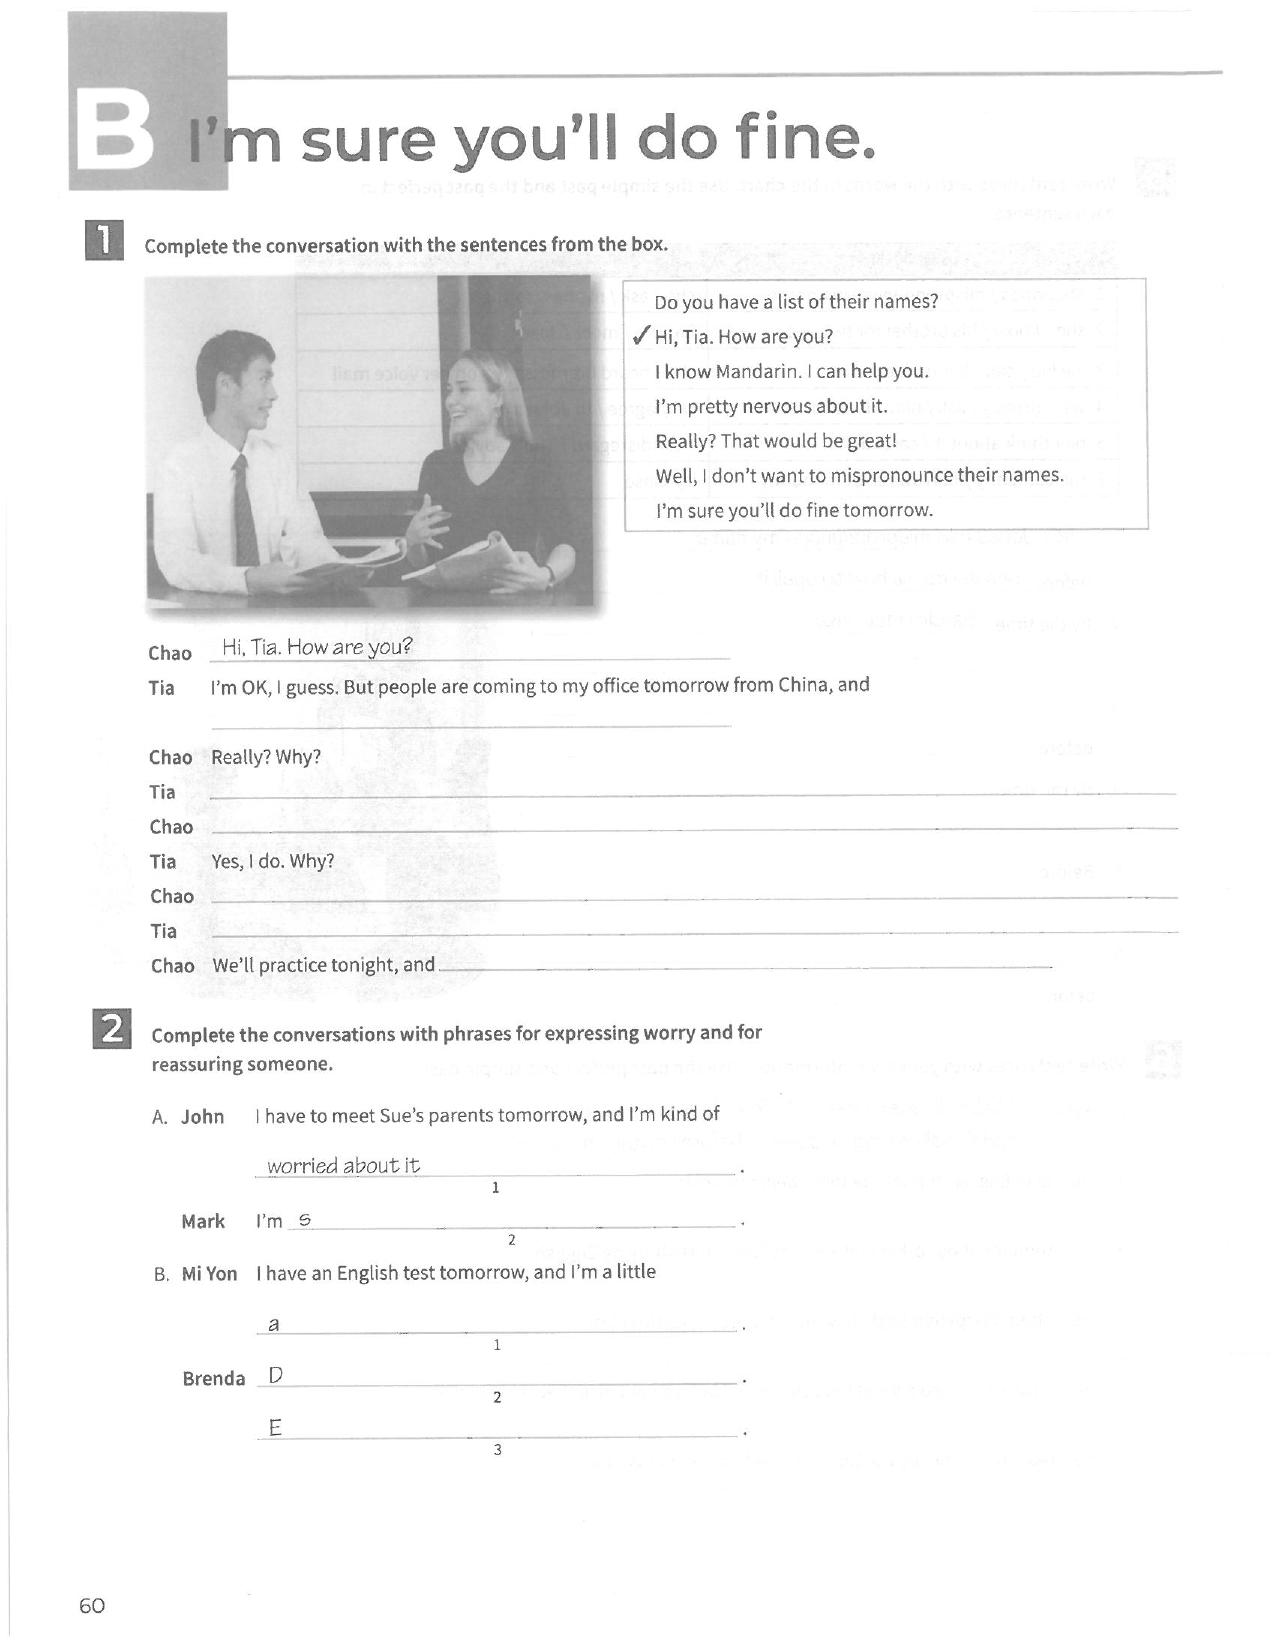 B I'm sure you'll do fine.
1 Complete the conversation with the sentences from the box.
Do you have a list of their names?
✓ Hi, Tia. How are you?
I know Mandarin. I can help you.
I'm pretty nervous about it.
Really? That would be great!
Well, I don't want to mispronounce their names.
I'm sure you'll do fine tomorrow.
Chao Hi, Tia. How are you?
Tia I'm OK, I guess. But people are coming to my office tomorrow from China, and
Chao Really? Why?
Tia
Chao
Tia Yes, I do. Why?
Chao
Tia
Chao We'll practice tonight, and
2 Complete the conversations with phrases for expressing worry and for
reassuring someone.
A. John I have to meet Sue's parents tomorrow, and I'm kind of
worried about it .
1
Mark I'm s .
2
B. Mi Yon I have an English test tomorrow, and I'm a little
a .
1
Brenda D .
2
E .
3
60